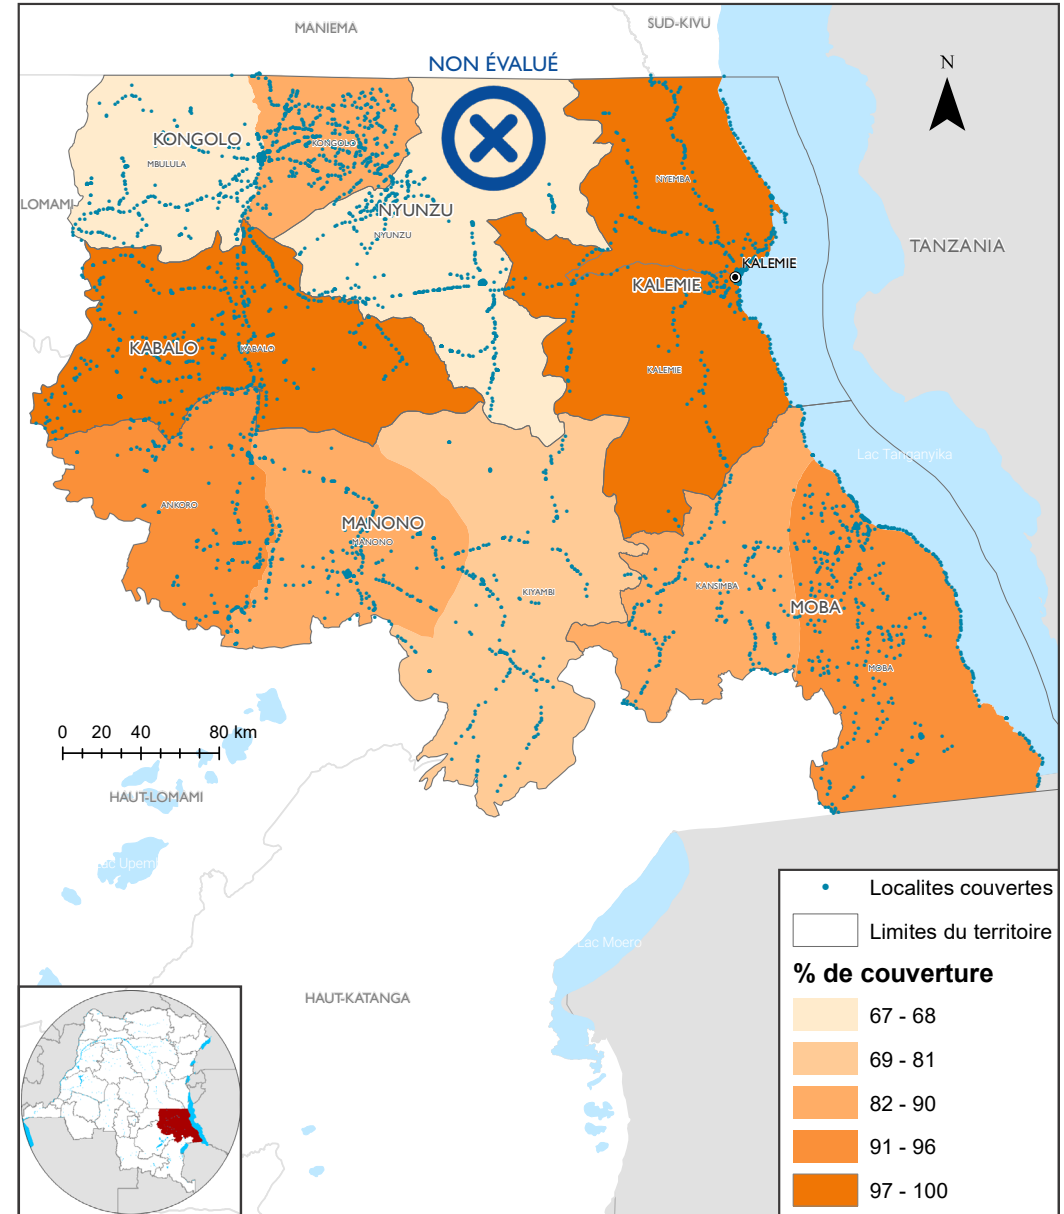 MANIEMA
SUD-KIVU
NON ÉVALUÉ
N
KONGOLO
KONGOLO
MBULULA
NYEMBA
LOMAMI
NYUNZU
NYUNZU
TANZANIA
KALEMIE
KALEMIE
KABALO
KABALO
KALEMIE
Lac Tanganyika
ANKORO
MANONO
MANONO
KANSIMBA
KIYAMBI
MOBA
MOBA
0 20 40 80 km
HAUT-LOMAMI
Lac Moero
HAUT-KATANGA
Localites couvertes
Limites du territoire
% de couverture
67 - 68
69 - 81
82 - 90
91 - 96
97 - 100